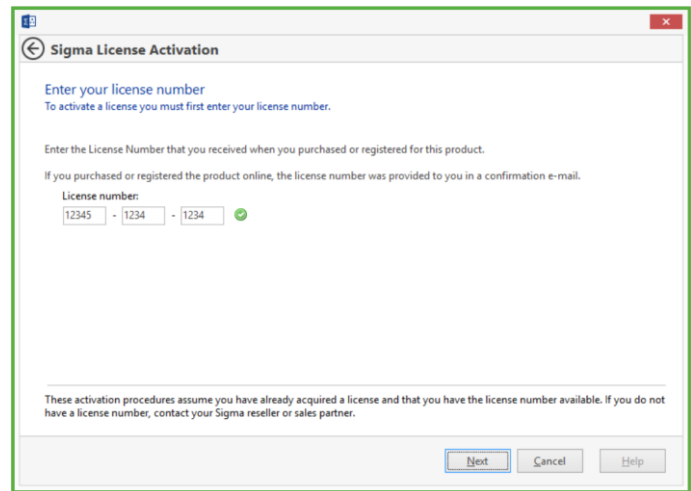 Sigma License Activation
Enter your license number
To activate a license you must first enter your license number.
Enter the License Number that you received when you purchased or registered for this product.
If you purchased or registered the product online, the license number was provided to you in a confirmation e-mail.
License number:
12345 - 1234 - 1234
These activation procedures assume you have already acquired a license and that you have the license number available. If you do not
have a license number, contact your Sigma reseller or sales partner.
Next Cancel Help